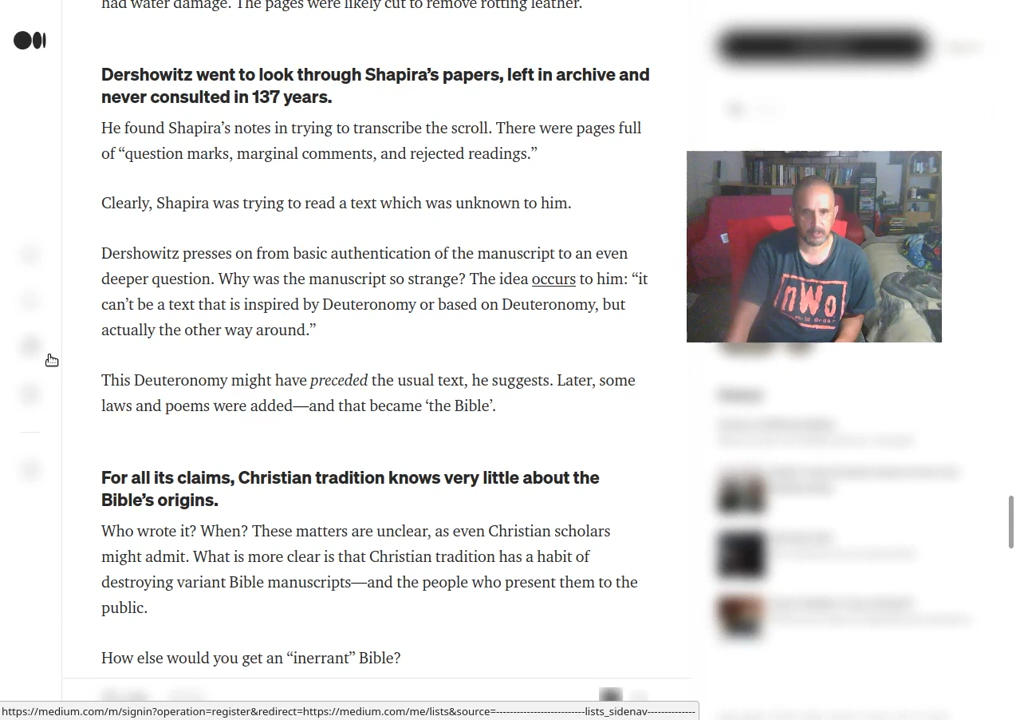 had water damage. The pages were likely cut to remove rotting leather.
Dershowitz went to look through Shapira’s papers, left in archive and
never consulted in 137 years.
He found Shapira’s notes in trying to transcribe the scroll. There were pages full
of “question marks, marginal comments, and rejected readings.”
Clearly, Shapira was trying to read a text which was unknown to him.
Dershowitz presses on from basic authentication of the manuscript to an even
deeper question. Why was the manuscript so strange? The idea occurs to him: “it
can’t be a text that is inspired by Deuteronomy or based on Deuteronomy, but
actually the other way around.”
This Deuteronomy might have preceded the usual text, he suggests. Later, some
laws and poems were added—and that became ‘the Bible’.
For all its claims, Christian tradition knows very little about the
Bible’s origins.
Who wrote it? When? These matters are unclear, as even Christian scholars
might admit. What is more clear is that Christian tradition has a habit of
destroying variant Bible manuscripts—and the people who present them to the
public.
How else would you get an “inerrant” Bible?
nWo
https://medium.com/m/signin?operation=register&redirect=https://medium.com/me/lists&source=--------------------------lists_sidenav--------------